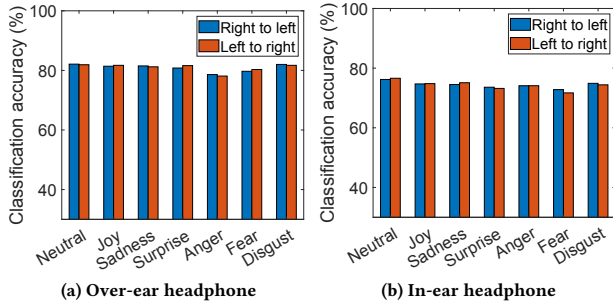 Classification accuracy (%)
100
80
60
40
Right to left
Left to right
Neutral
Joy
Sadness
Surprise
Anger
Fear
Disgust
(a) Over-ear headphone
Classification accuracy (%)
100
80
60
40
Right to left
Left to right
Neutral
Joy
Sadness
Surprise
Anger
Fear
Disgust
(b) In-ear headphone